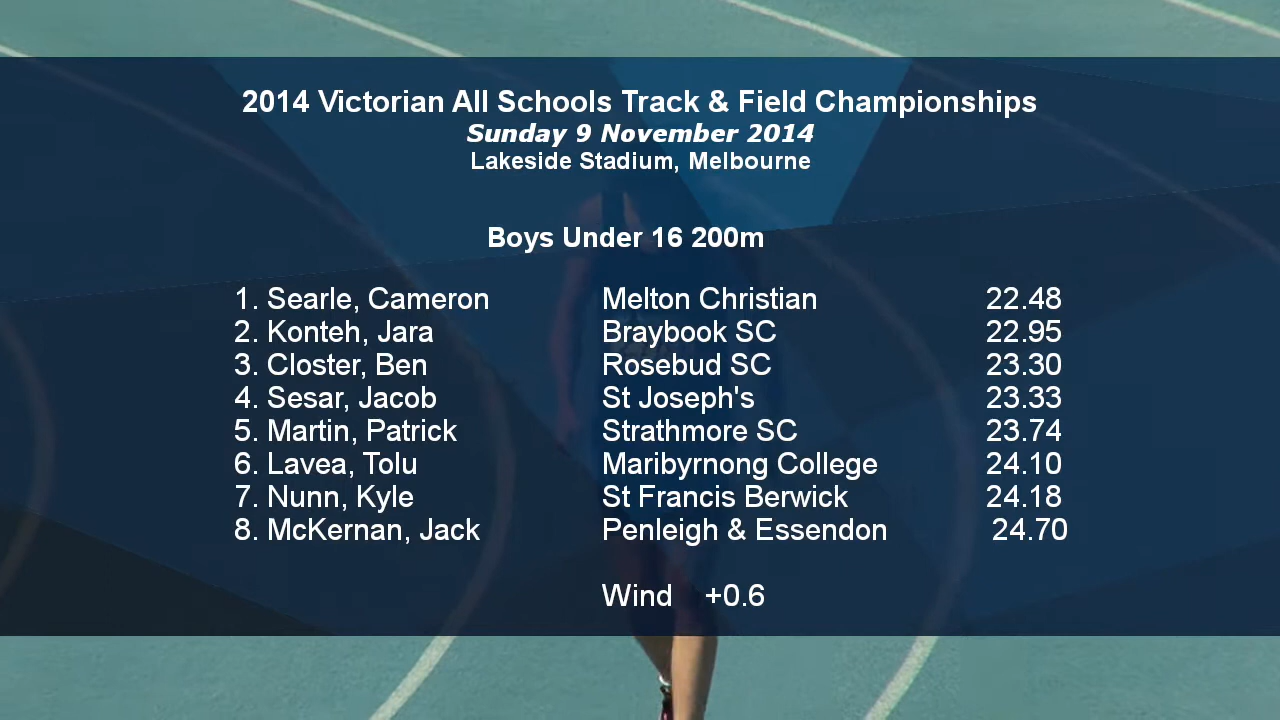 2014 Victorian All Schools Track & Field Championships
Sunday 9 November 2014
Lakeside Stadium, Melbourne
Boys Under 16 200m
1. Searle, Cameron Melton Christian 22.48
2. Konteh, Jara Braybook SC 22.95
3. Closter, Ben Rosebud SC 23.30
4. Sesar, Jacob St Joseph's 23.33
5. Martin, Patrick Strathmore SC 23.74
6. Lavea, Tolu Maribyrnong College 24.10
7. Nunn, Kyle St Francis Berwick 24.18
8. McKernan, Jack Penleigh & Essendon 24.70
Wind +0.6